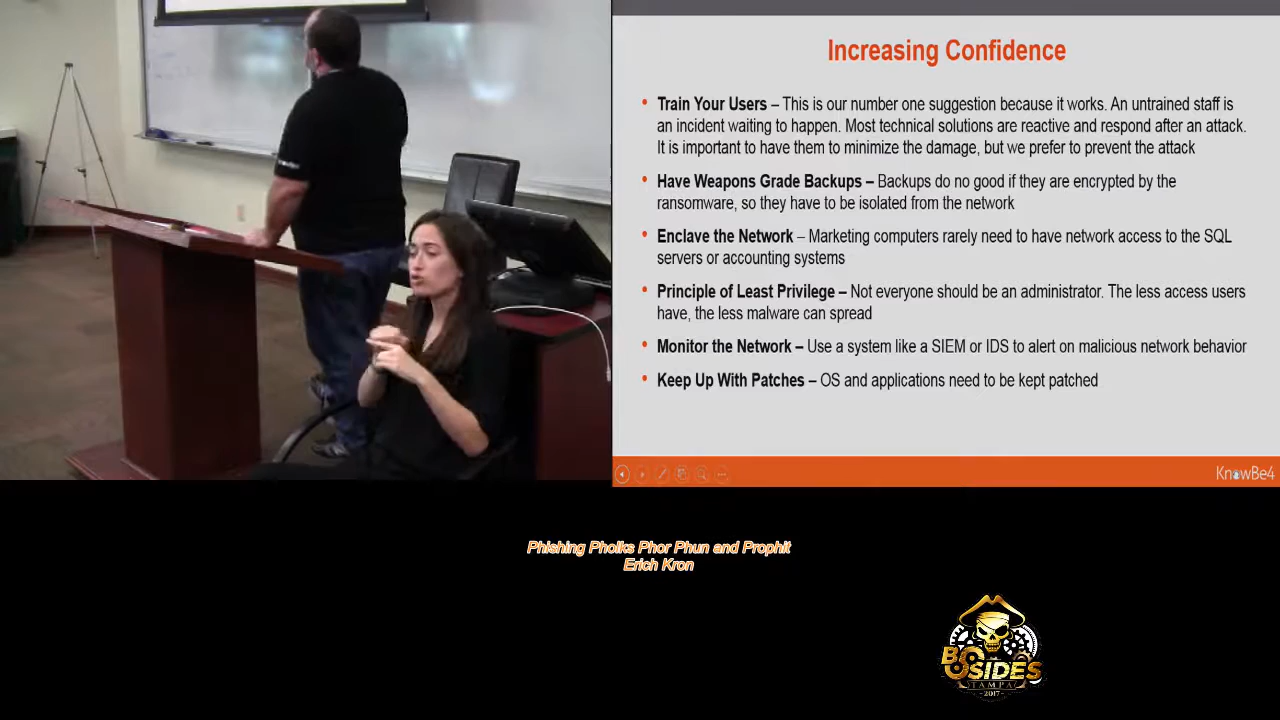 Increasing Confidence
• Train Your Users – This is our number one suggestion because it works. An untrained staff is
an incident waiting to happen. Most technical solutions are reactive and respond after an attack.
It is important to have them to minimize the damage, but we prefer to prevent the attack
• Have Weapons Grade Backups – Backups do no good if they are encrypted by the
ransomware, so they have to be isolated from the network
• Enclave the Network – Marketing computers rarely need to have network access to the SQL
servers or accounting systems
• Principle of Least Privilege – Not everyone should be an administrator. The less access users
have, the less malware can spread
• Monitor the Network – Use a system like a SIEM or IDS to alert on malicious network behavior
• Keep Up With Patches – OS and applications need to be kept patched
KnowBe4
Phishing Pholks Phor Phun and Prophit
Erich Kron
BSIDES
TAMPA
2017